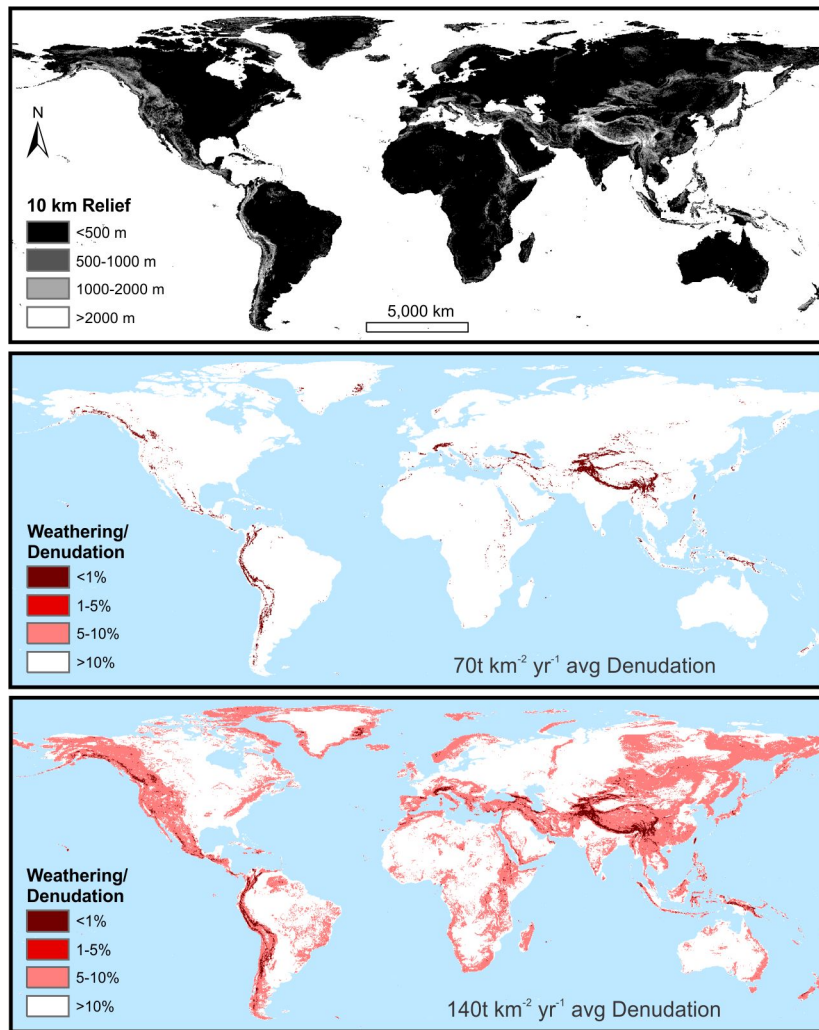 N
10 km Relief
<500 m
500-1000 m
1000-2000 m
>2000 m
5,000 km
Weathering/
Denudation
<1%
1-5%
5-10%
>10%
70t km⁻² yr⁻¹ avg Denudation
Weathering/
Denudation
<1%
1-5%
5-10%
>10%
140t km⁻² yr⁻¹ avg Denudation